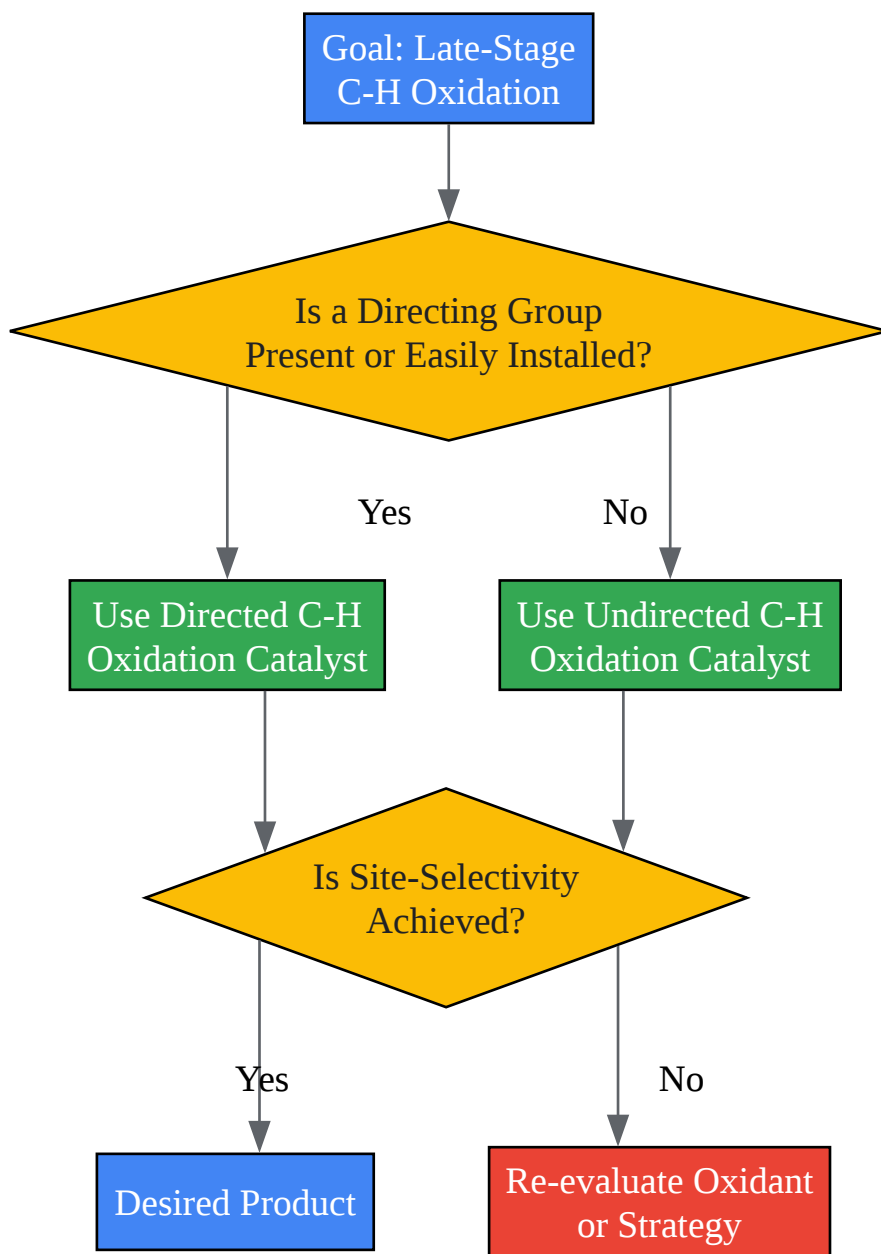 Goal: Late-Stage
C-H Oxidation
Is a Directing Group
Present or Easily Installed?
Yes
No
Use Directed C-H
Oxidation Catalyst
Use Undirected C-H
Oxidation Catalyst
Is Site-Selectivity
Achieved?
Yes
No
Desired Product
Re-evaluate Oxidant
or Strategy